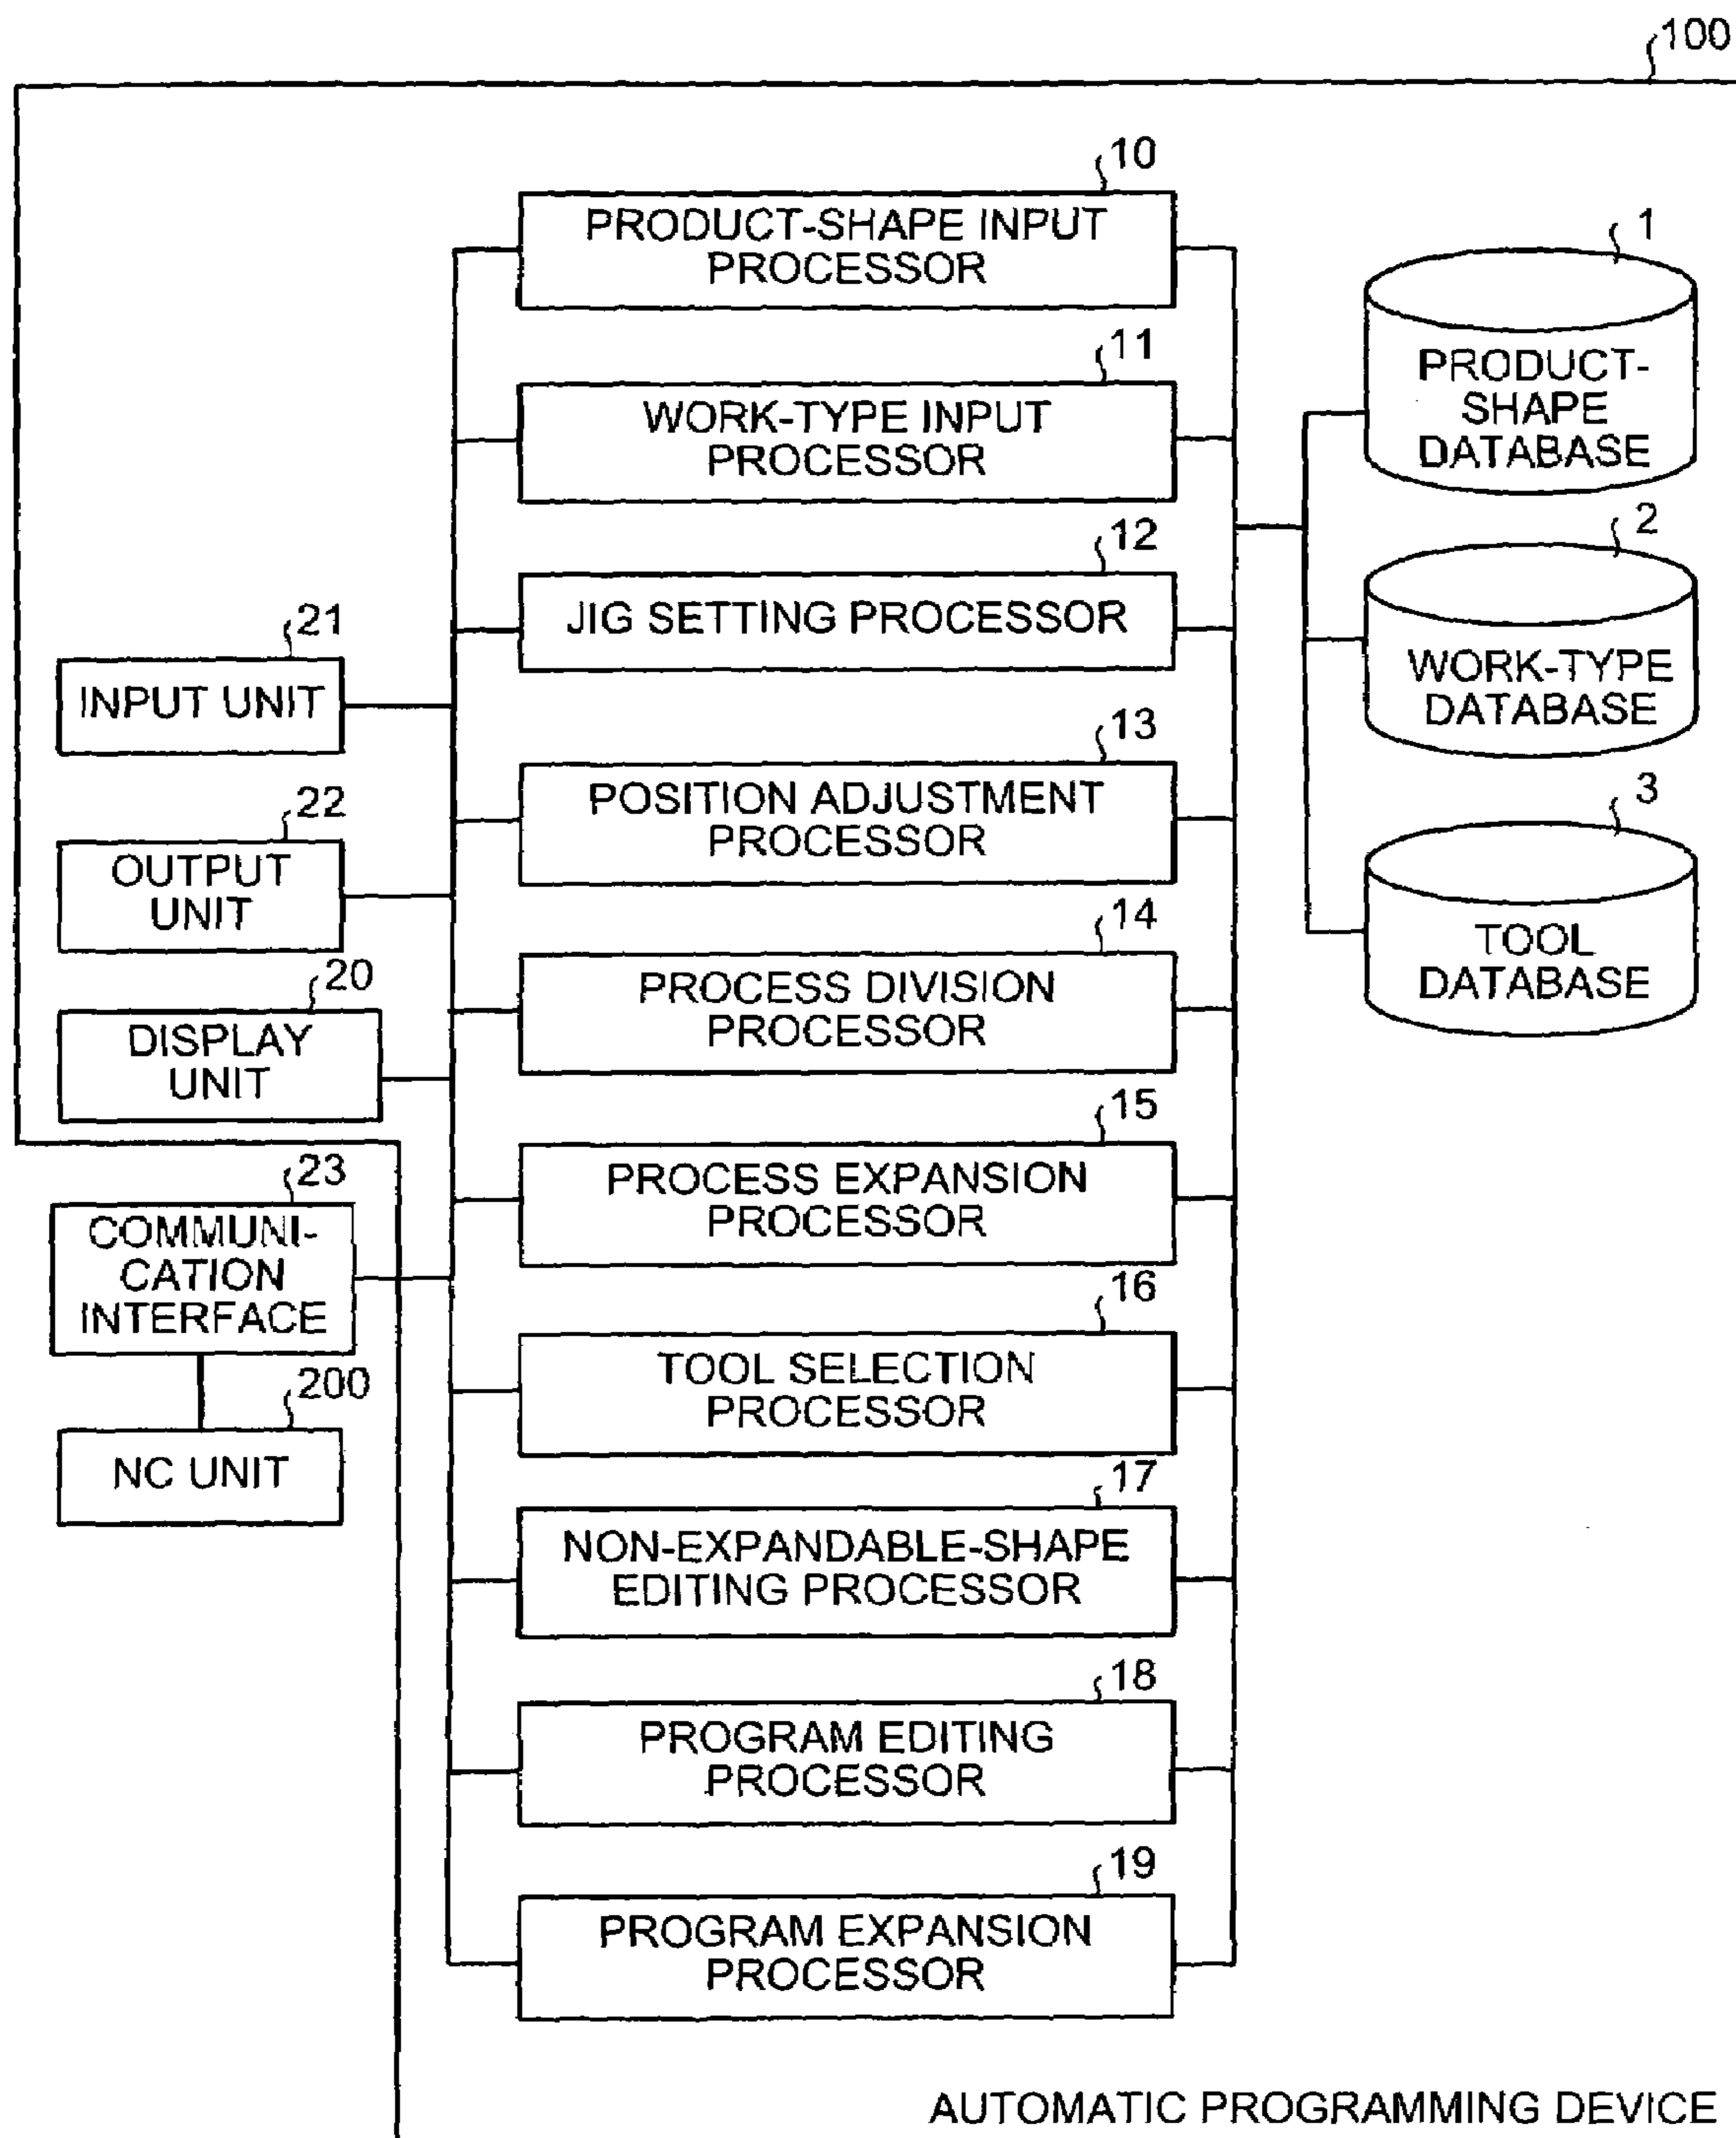 100
10
PRODUCT-SHAPE INPUT
PROCESSOR
11
WORK-TYPE INPUT
PROCESSOR
12
JIG SETTING PROCESSOR
13
POSITION ADJUSTMENT
PROCESSOR
14
PROCESS DIVISION
PROCESSOR
15
PROCESS EXPANSION
PROCESSOR
16
TOOL SELECTION
PROCESSOR
17
NON-EXPANDABLE-SHAPE
EDITING PROCESSOR
18
PROGRAM EDITING
PROCESSOR
19
PROGRAM EXPANSION
PROCESSOR
21
INPUT UNIT
22
OUTPUT
UNIT
20
DISPLAY
UNIT
23
COMMUNI-
CATION
INTERFACE
200
NC UNIT
1
PRODUCT-
SHAPE
DATABASE
2
WORK-TYPE
DATABASE
3
TOOL
DATABASE
AUTOMATIC PROGRAMMING DEVICE